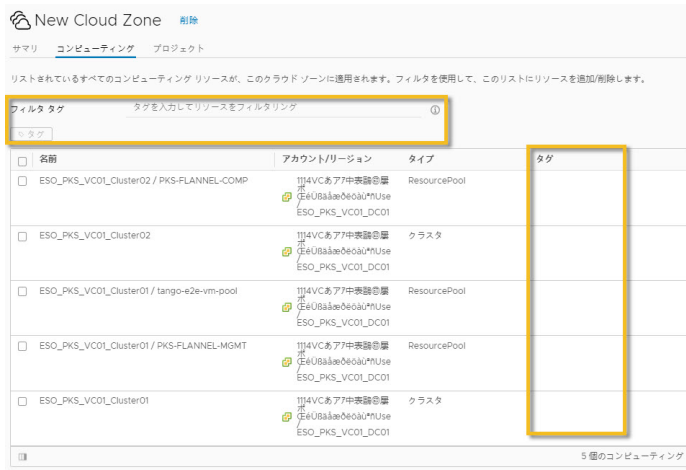 New Cloud Zone 削除
サマリ コンピューティング プロジェクト
リストされているすべてのコンピューティング リソースが、このクラウド ゾーンに適用されます。フィルタを使用して、このリストにリソースを追加/削除します。
フィルタ タグ タグを入力してリソースをフィルタリング
タグ
名前 アカウント/リージョン タイプ タグ
ESO_PKS_VC01_Cluster02 / PKS-FLANNEL-COMP ResourcePool
/ ESO_PKS_VC01_DC01
ESO_PKS_VC01_Cluster02 クラスタ
/ ESO_PKS_VC01_DC01
ESO_PKS_VC01_Cluster01 / tango-e2e-vm-pool ResourcePool
/ ESO_PKS_VC01_DC01
ESO_PKS_VC01_Cluster01 / PKS-FLANNEL-MGMT ResourcePool
/ ESO_PKS_VC01_DC01
ESO_PKS_VC01_Cluster01 クラスタ
/ ESO_PKS_VC01_DC01
5 個のコンピューティング